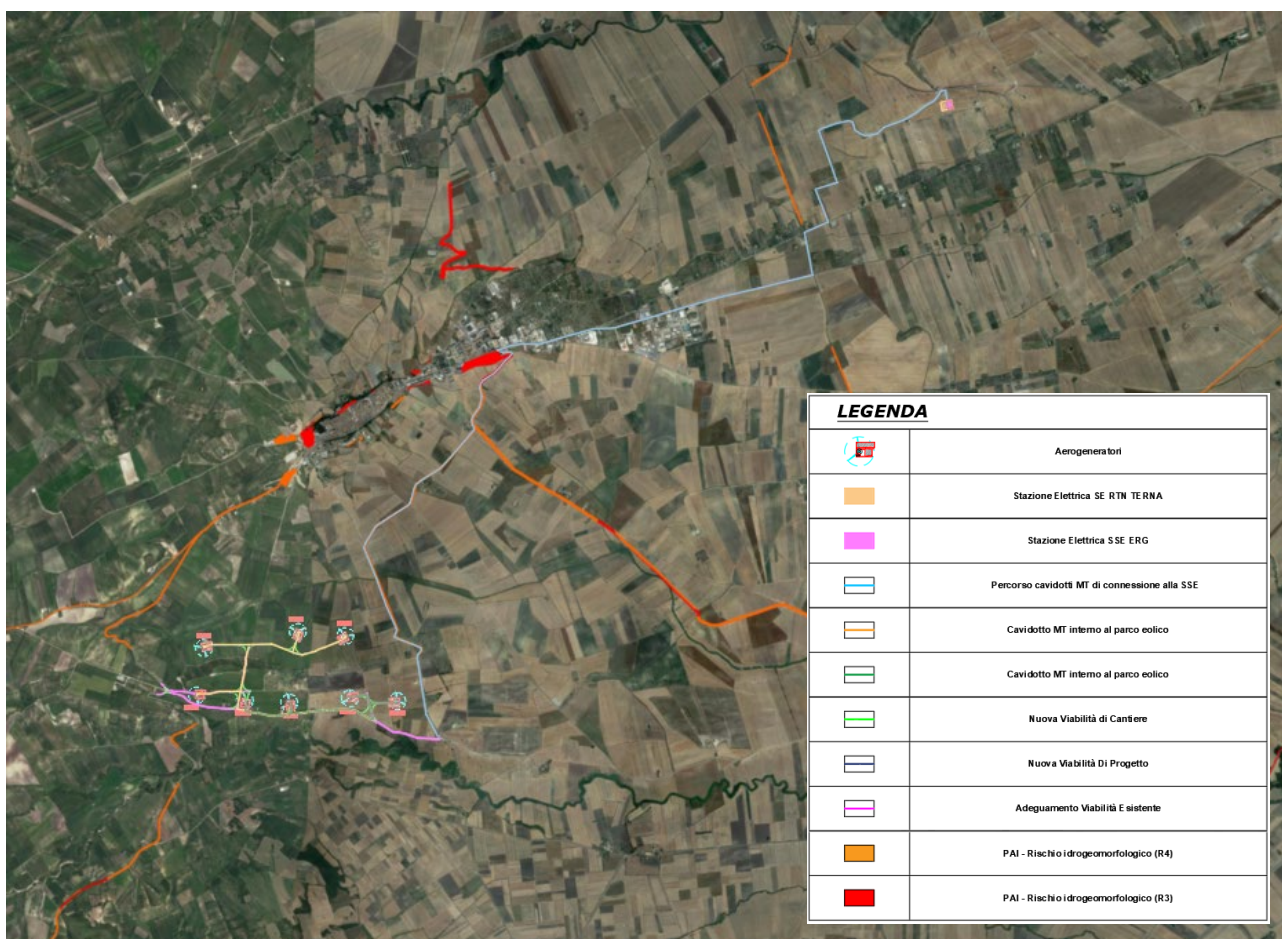 LEGENDA
Aerogeneratori
Stazione Elettrica SE RTN TERNA
Stazione Elettrica SSE ERG
Percorso cavidotti MT di connessione alla SSE
Cavidotto MT interno al parco eolico
Cavidotto MT interno al parco eolico
Nuova Viabilità di Cantiere
Nuova Viabilità Di Progetto
Adeguamento Viabilità Esistente
PAI - Rischio idrogeomorfologico (R4)
PAI - Rischio idrogeomorfologico (R3)